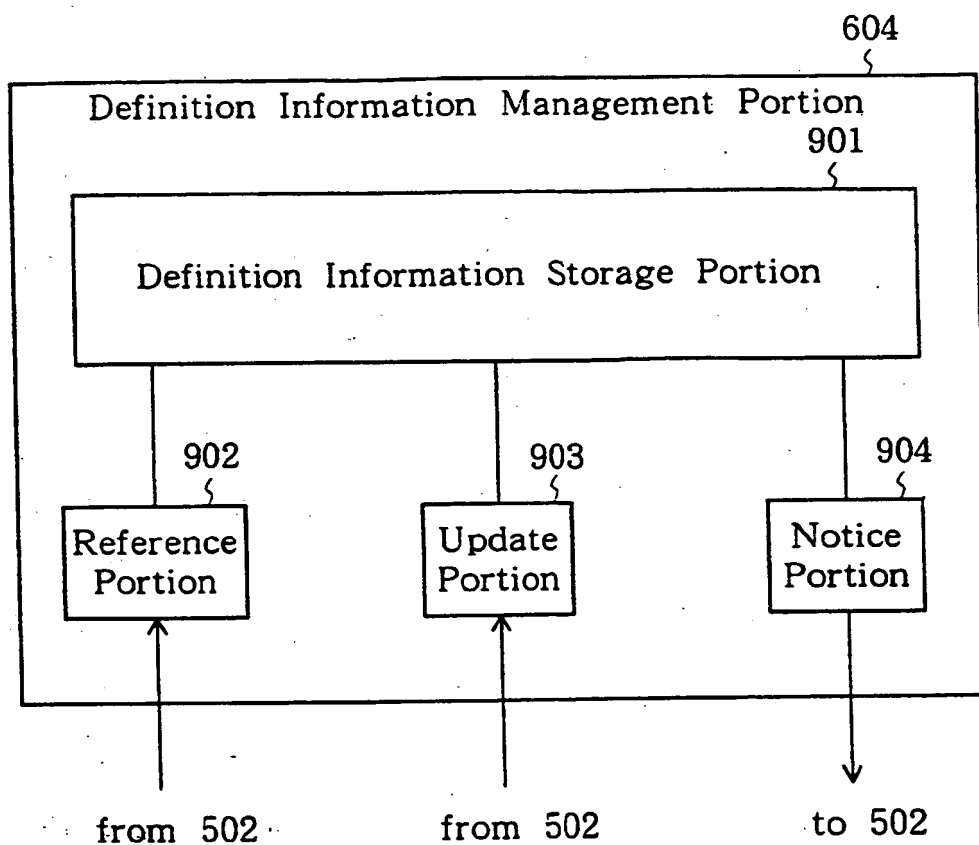 604
Definition Information Management Portion
901
Definition Information Storage Portion
902
903
904
Reference
Portion
Update
Portion
Notice
Portion
from 502
from 502
to 502